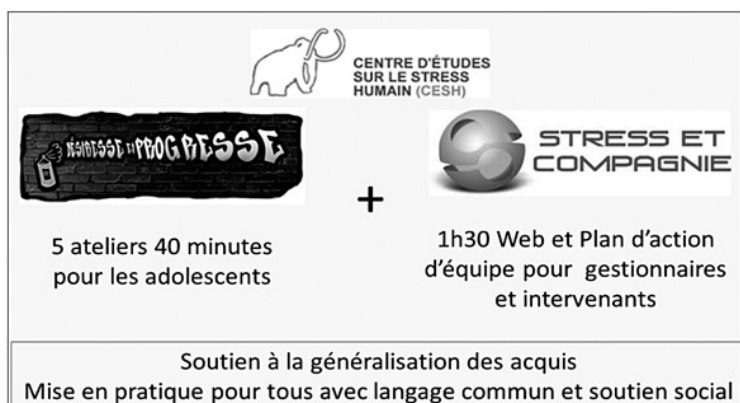 CENTRE D'ÉTUDES
SUR LE STRESS
HUMAIN (CESH)
DÉSTRESSE ET PROGRESSE
STRESS ET
COMPAGNIE
+
5 ateliers 40 minutes
pour les adolescents
1h30 Web et Plan d'action
d'équipe pour gestionnaires
et intervenants
Soutien à la généralisation des acquis
Mise en pratique pour tous avec langage commun et soutien social